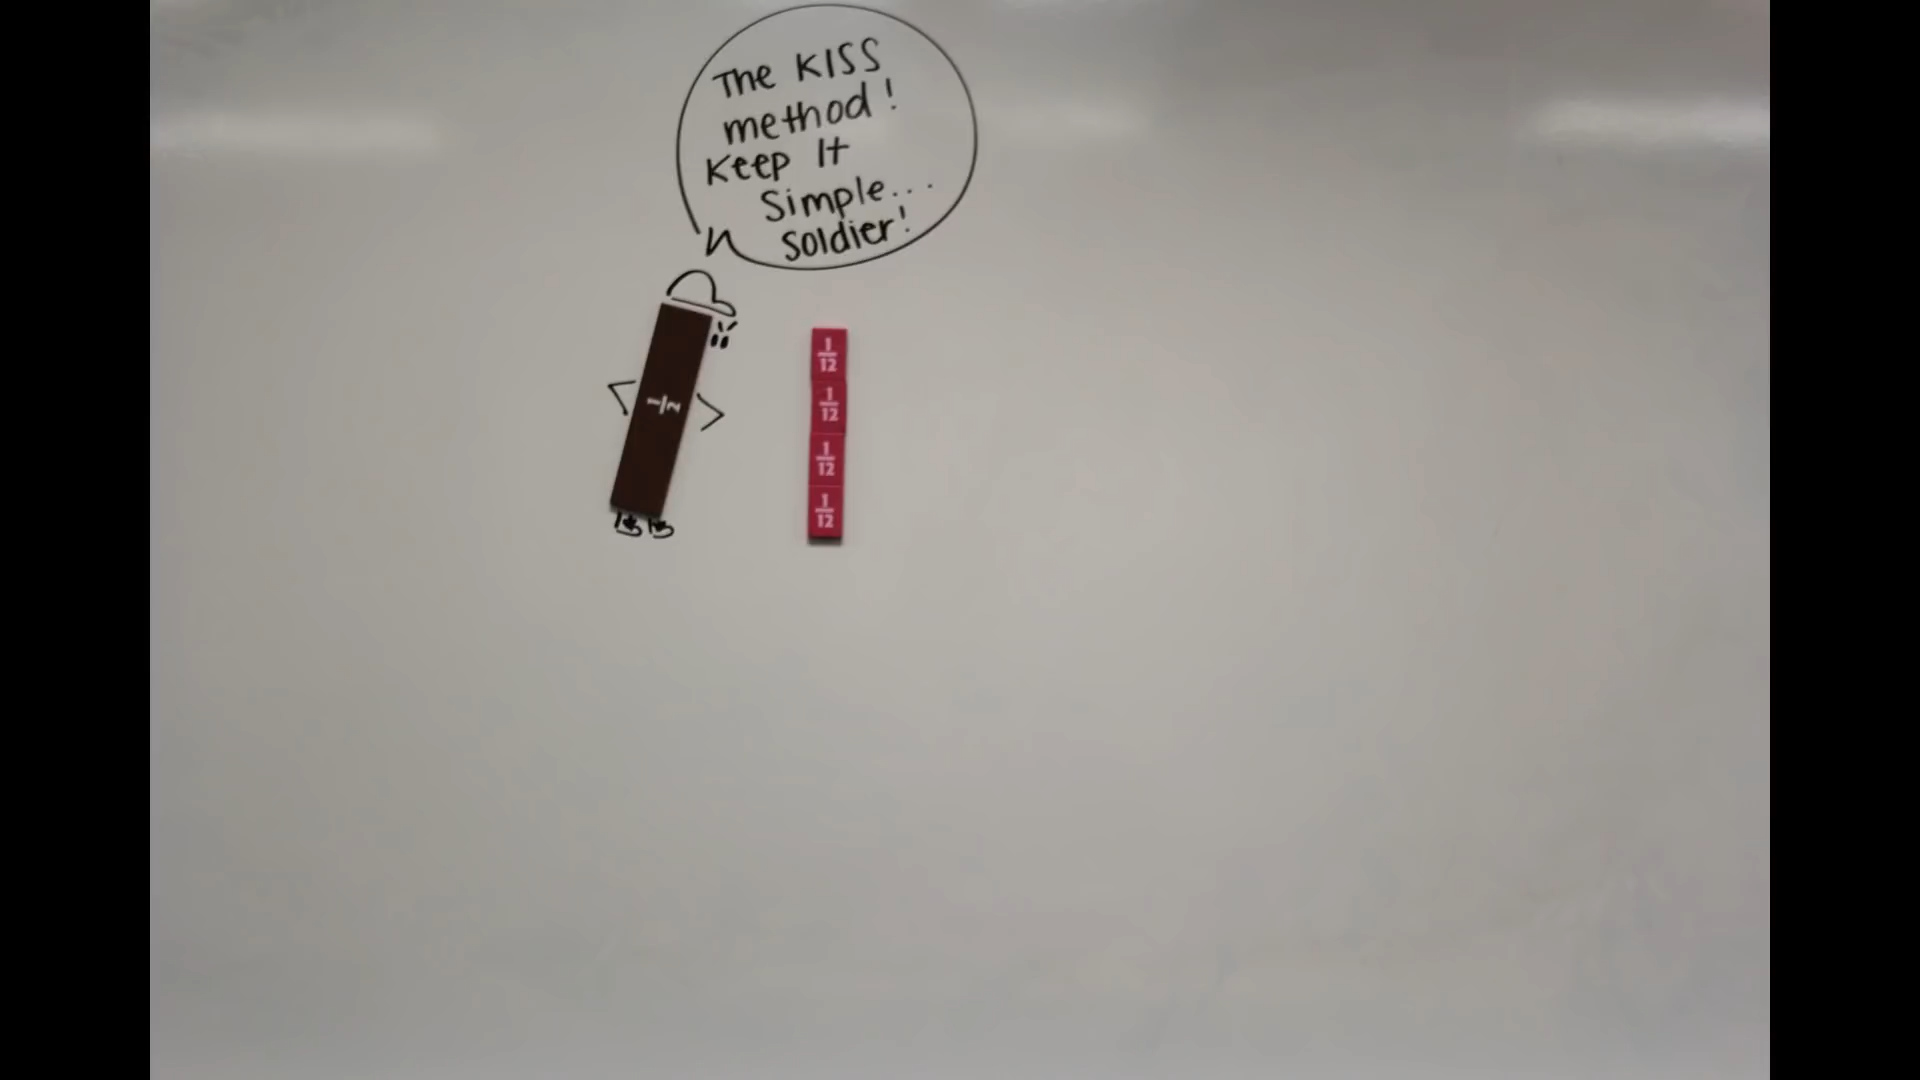 The KISS
method!
Keep It
Simple...
Soldier!
1/2
1/12
1/12
1/12
1/12